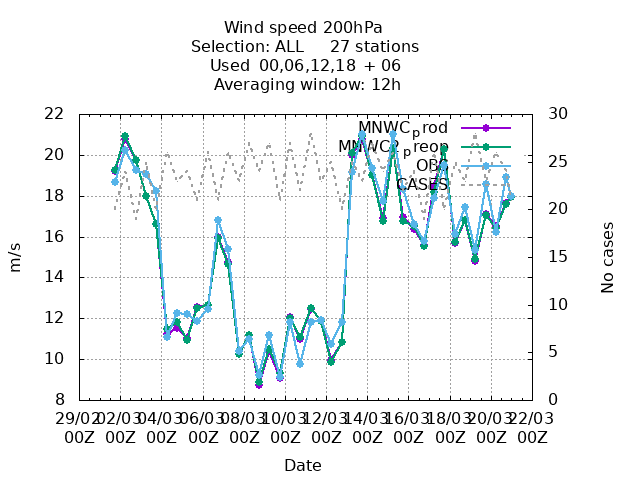 Wind speed 200hPa
Selection: ALL 27 stations
Used 00,06,12,18 + 06
Averaging window: 12h
22
20
18
16
14
12
10
8
30
25
20
15
10
5
0
m/s
No cases
MNWCprod
MNWCPpreop
OBS
CASES
29/02 02/03 04/03 06/03 08/03 10/03 12/03 14/03 16/03 18/03 20/03 22/03
00Z 00Z 00Z 00Z 00Z 00Z 00Z 00Z 00Z 00Z 00Z 00Z
Date